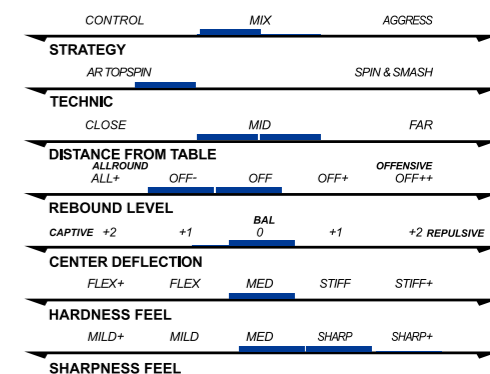 CONTROL MIX AGGRESS
STRATEGY
AR TOPSPIN SPIN & SMASH
TECHNIC
CLOSE MID FAR
DISTANCE FROM TABLE
ALLROUND OFFENSIVE
ALL+ OFF- OFF OFF+ OFF++
REBOUND LEVEL
BAL
CAPTIVE +2 +1 0 +1 +2 REPULSIVE
CENTER DEFLECTION
FLEX+ FLEX MED STIFF STIFF+
HARDNESS FEEL
MILD+ MILD MED SHARP SHARP+
SHARPNESS FEEL